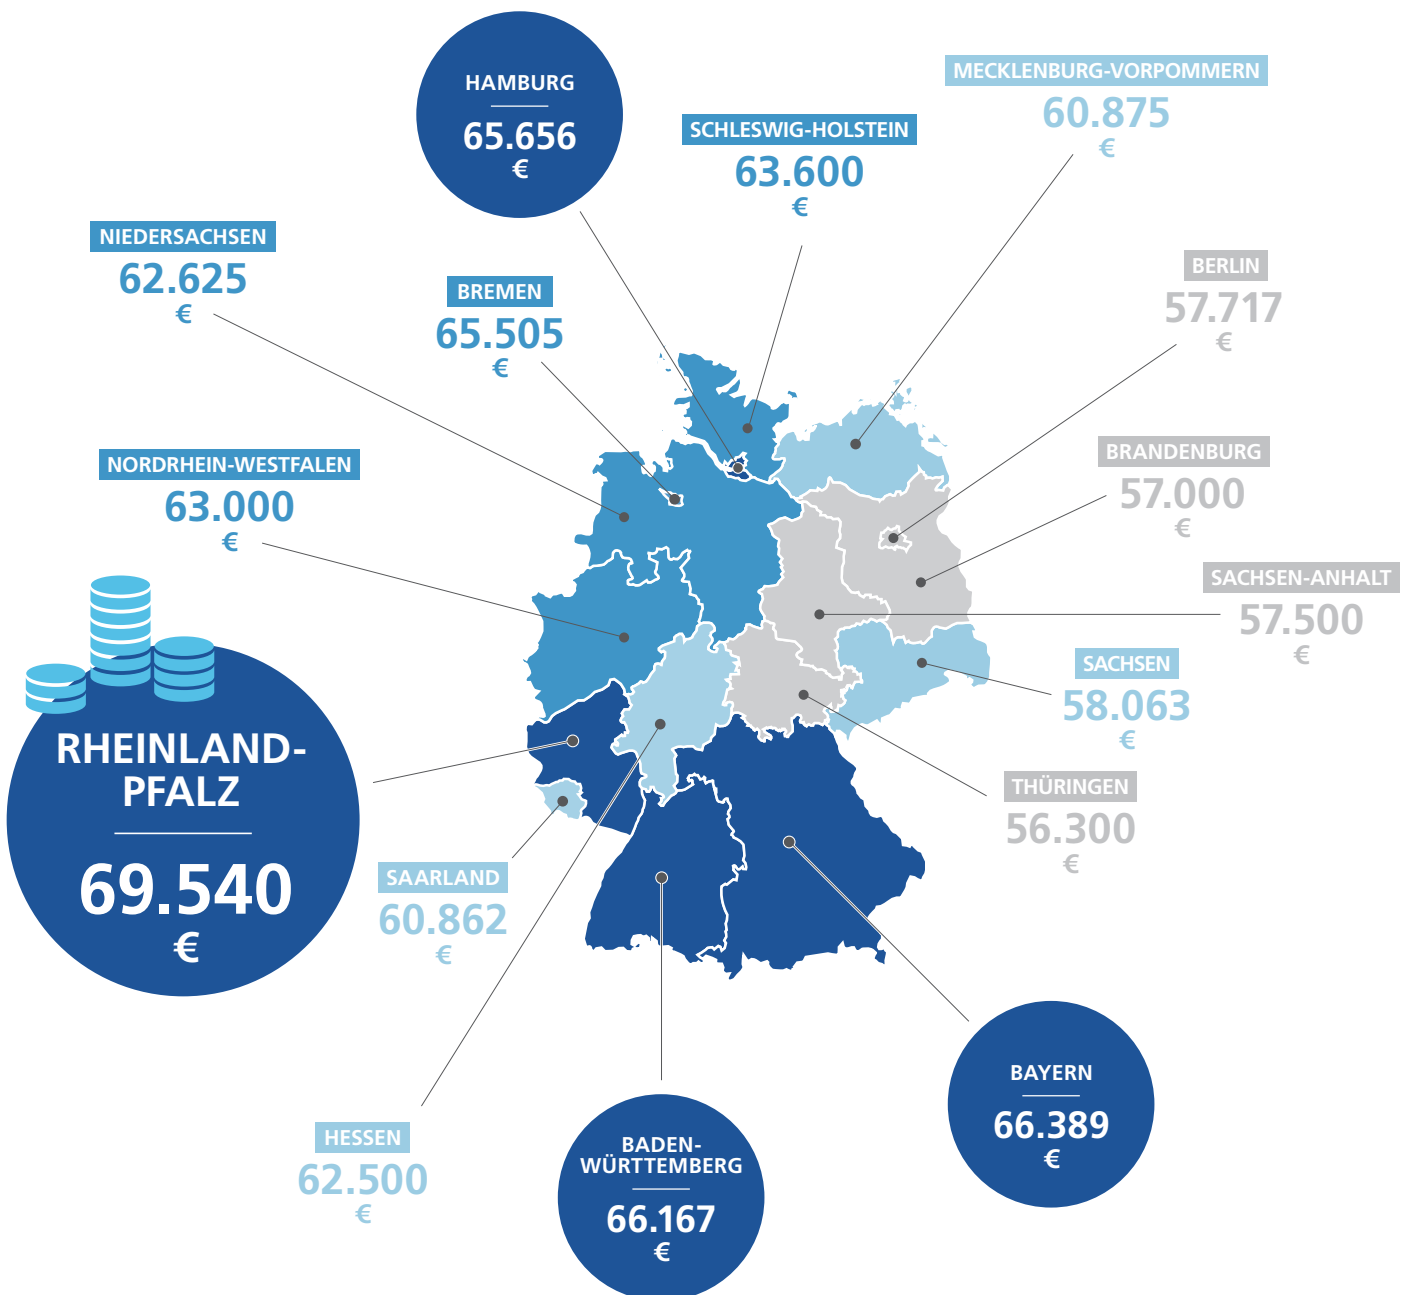 HAMBURG
65.656
€
MECKLENBURG-VORPOMMERN
60.875
€
SCHLESWIG-HOLSTEIN
63.600
€
NIEDERSACHSEN
62.625
€
BREMEN
65.505
€
BERLIN
57.717
€
NORDRHEIN-WESTFALEN
63.000
€
BRANDENBURG
57.000
€
SACHSEN-ANHALT
57.500
€
SACHSEN
58.063
€
RHEINLAND-
PFALZ
69.540
€
THÜRINGEN
56.300
€
SAARLAND
60.862
€
BAYERN
66.389
€
HESSEN
62.500
€
BADEN-
WÜRTTEMBERG
66.167
€